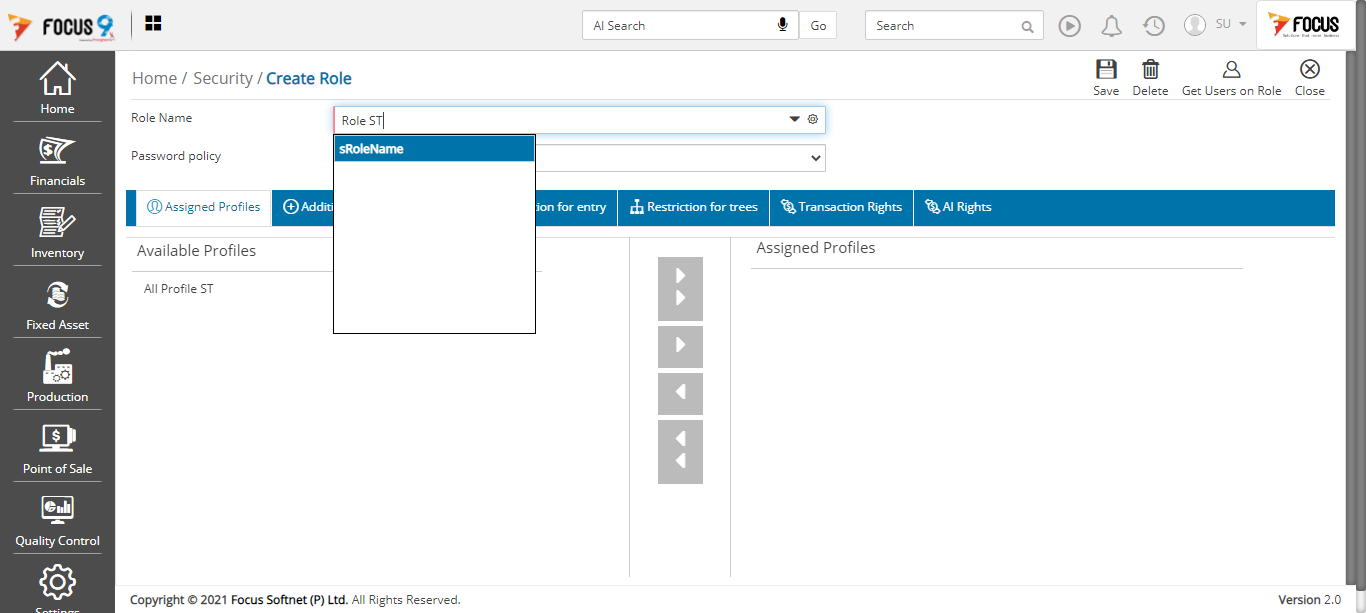 FOCUS 9
AI Search
Go
Search
SU
FOCUS
Home
Financials
Inventory
Fixed Asset
Production
Point of Sale
Quality Control
Settings
Home / Security / Create Role
Save
Delete
Get Users on Role
Close
Role Name
Role ST
sRoleName
Password policy
Assigned Profiles
Additi
ion for entry
Restriction for trees
Transaction Rights
AI Rights
Available Profiles
All Profile ST
Assigned Profiles
Copyright © 2021 Focus Softnet (P) Ltd. All Rights Reserved.
Version 2.0